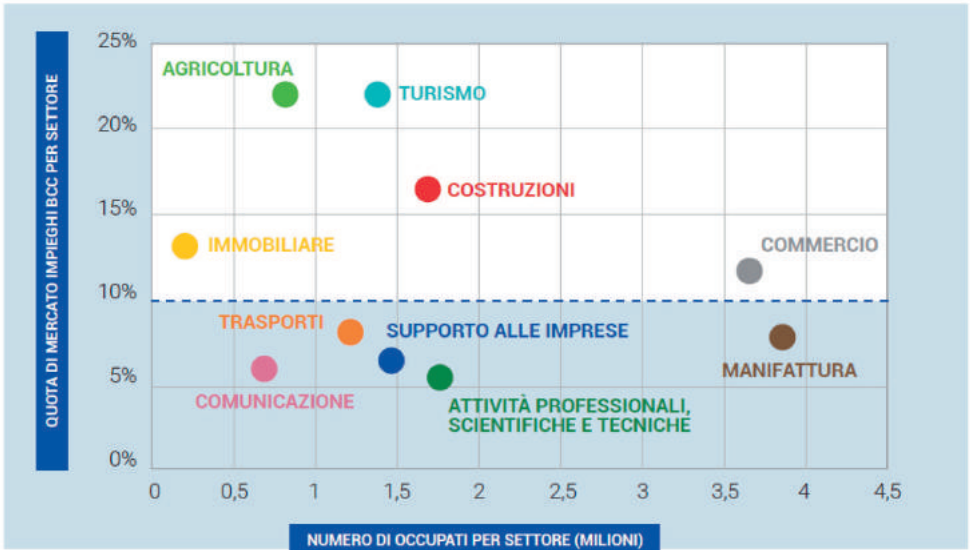 QUOTA DI MERCATO IMPIEGHI BCC PER SETTORE
25%
20%
15%
10%
5%
0%
AGRICOLTURA
TURISMO
COSTRUZIONI
IMMOBILIARE
COMMERCIO
TRASPORTI
SUPPORTO ALLE IMPRESE
MANIFATTURA
COMUNICAZIONE
ATTIVITÀ PROFESSIONALI,
SCIENTIFICHE E TECNICHE
0 0,5 1 1,5 2 2,5 3 3,5 4 4,5
NUMERO DI OCCUPATI PER SETTORE (MILIONI)